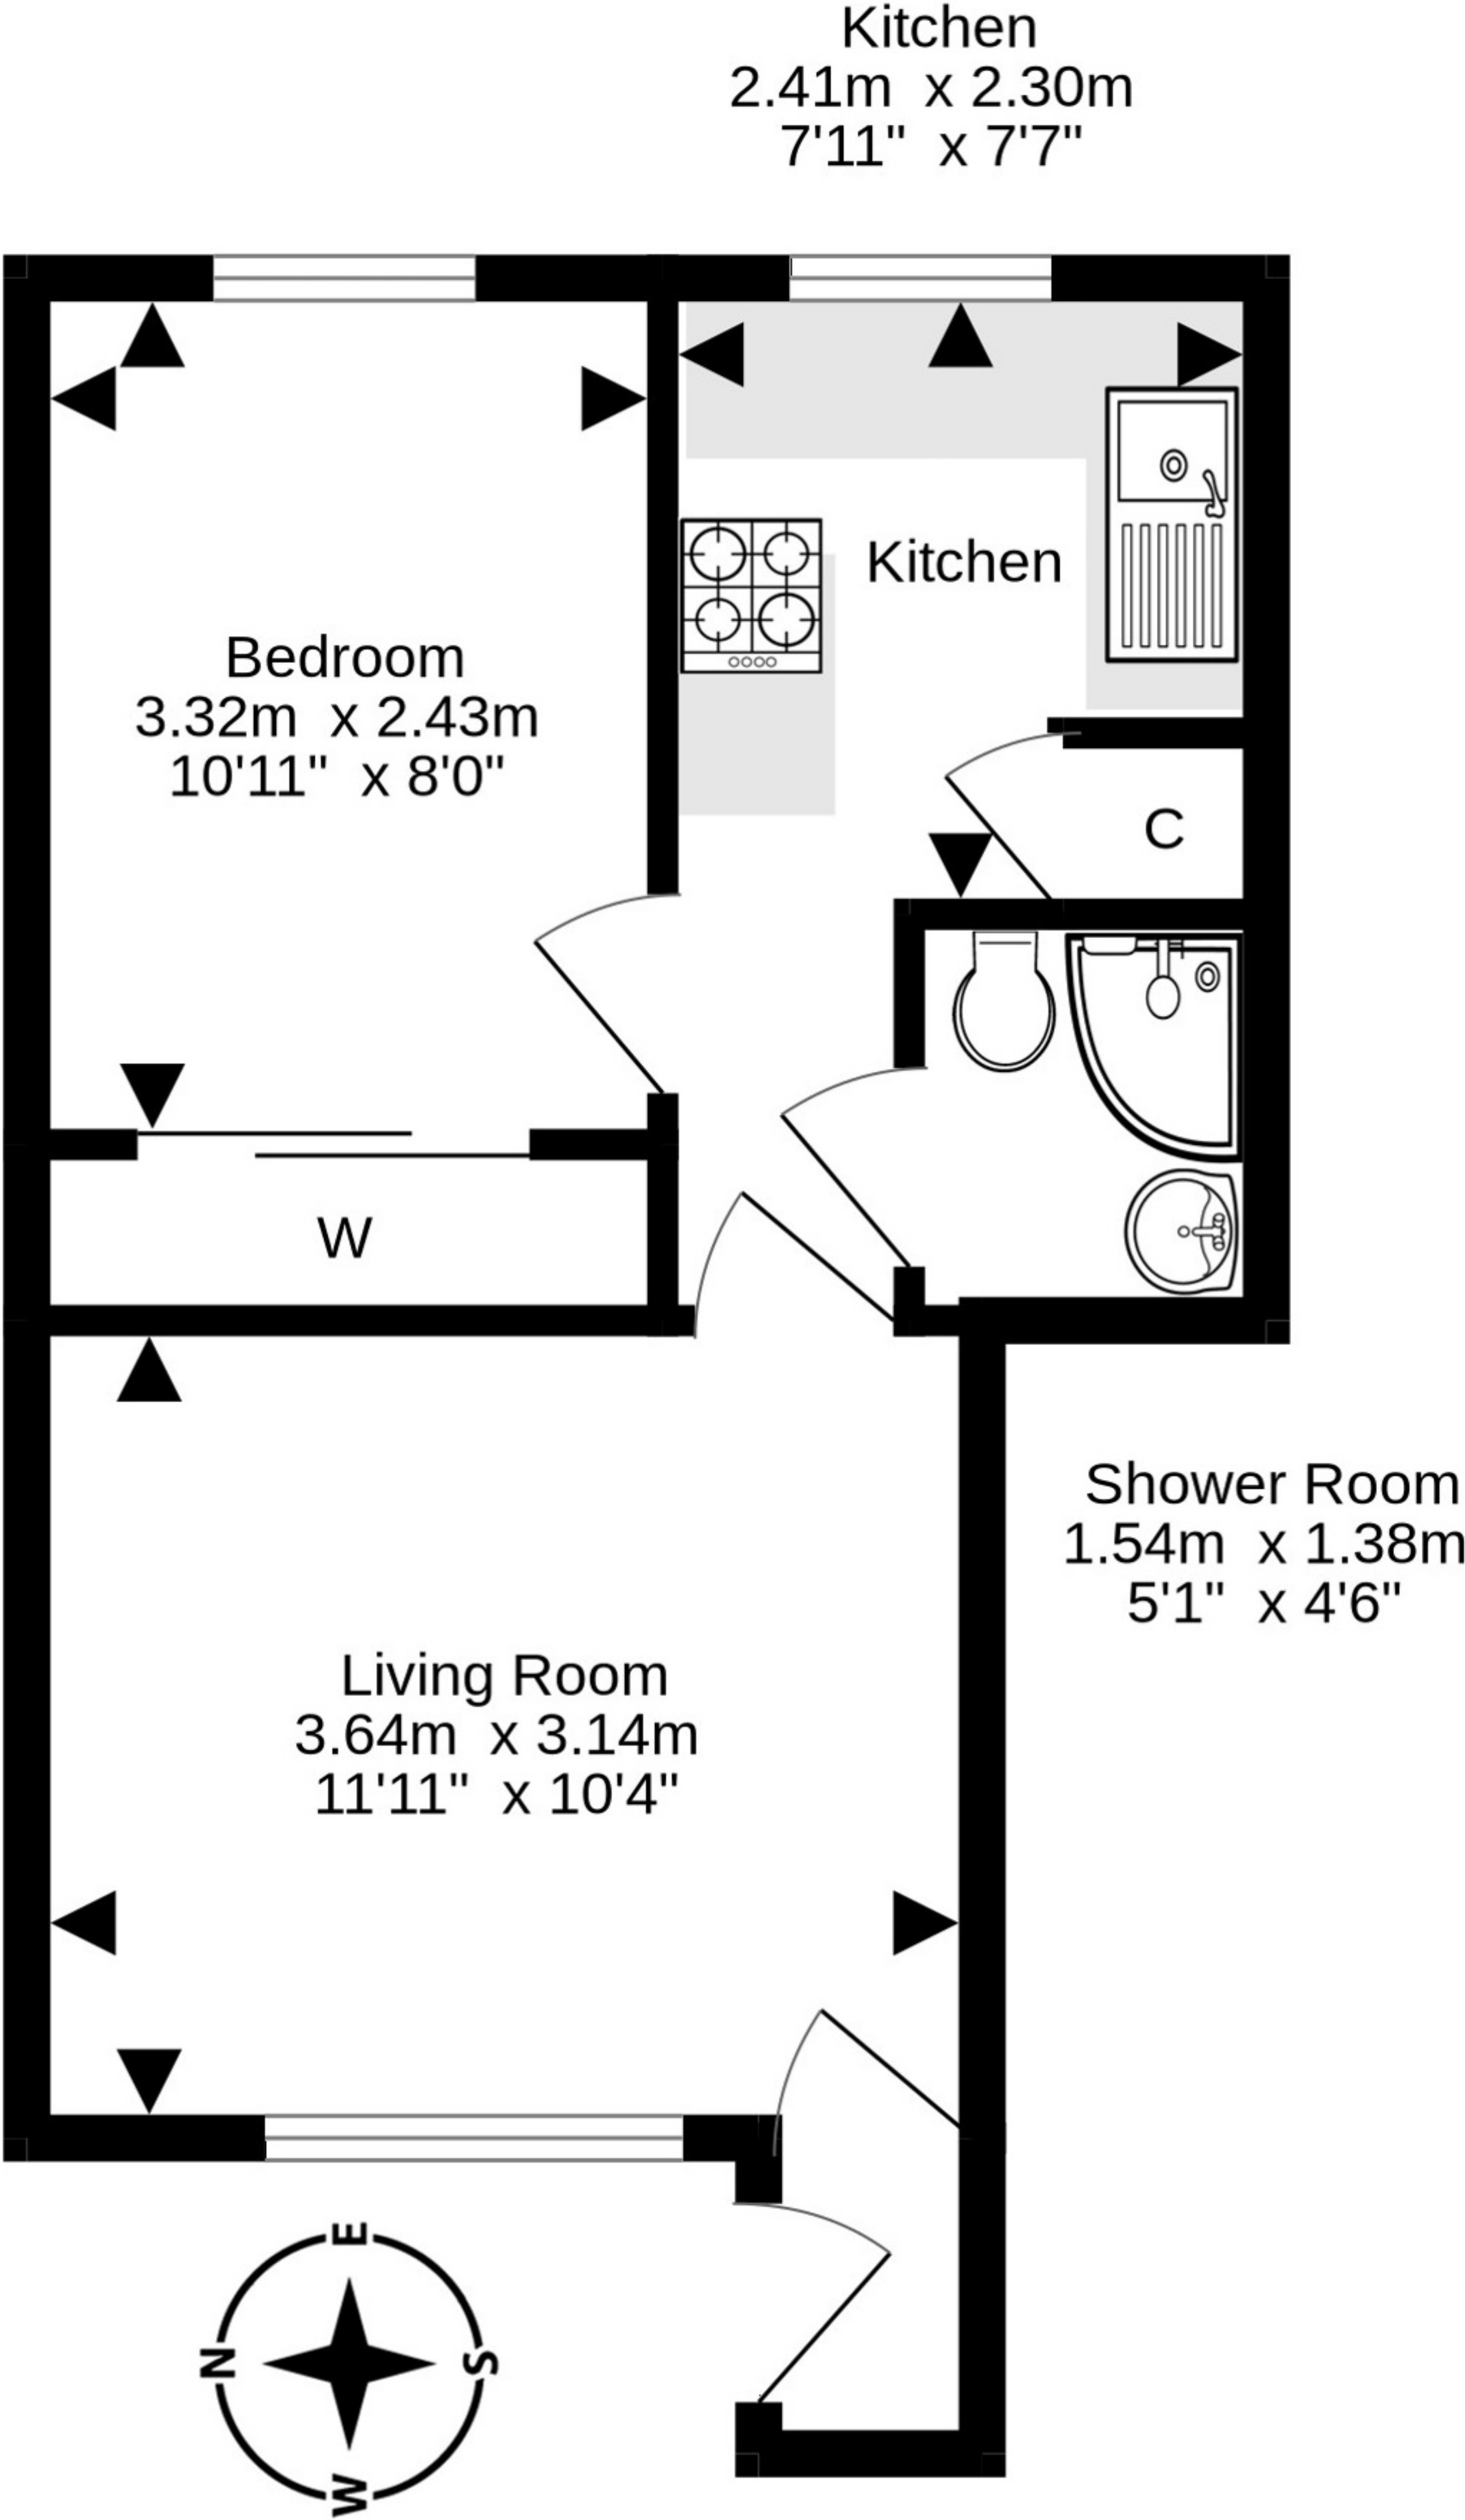 Kitchen
2.41m x 2.30m
7'11" x 7'7"
Kitchen
Bedroom
3.32m x 2.43m
10'11" x 8'0"
C
W
Shower Room
1.54m x 1.38m
5'1" x 4'6"
Living Room
3.64m x 3.14m
11'11" x 10'4"
E
N
S
W